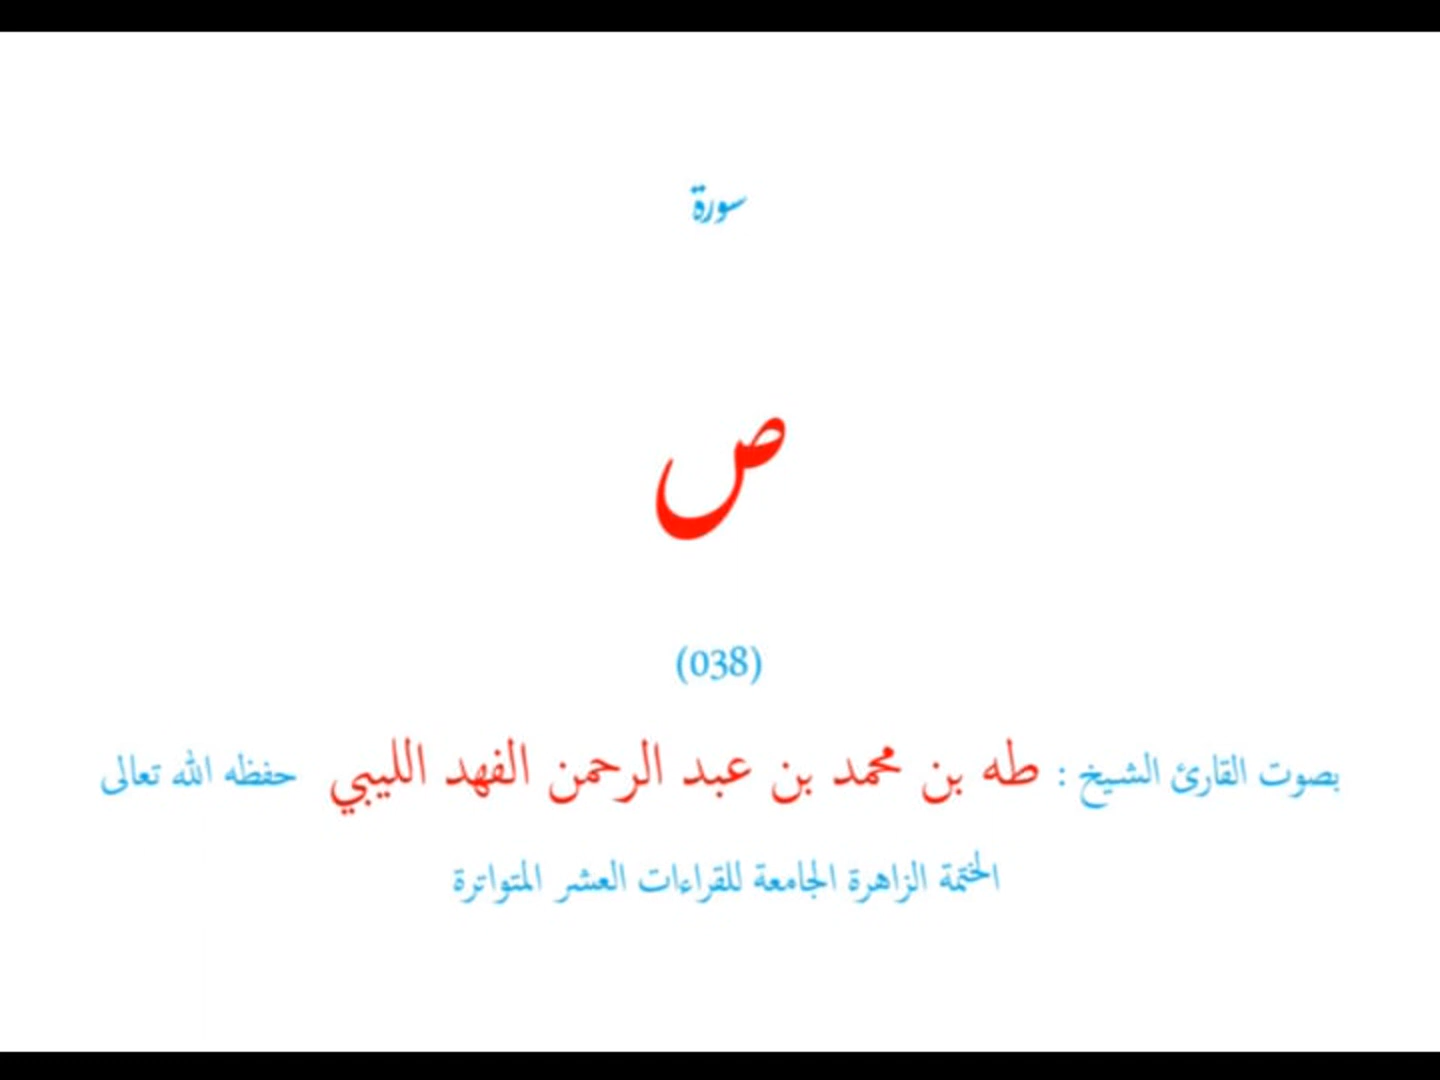 سورة
ص
(038)
بصوت القارئ الشيخ : طه بن محمد بن عبد الرحمن الفهد الليبي حفظه الله تعالى
الختمة الزاهرة الجامعة للقراءات العشر المتواترة